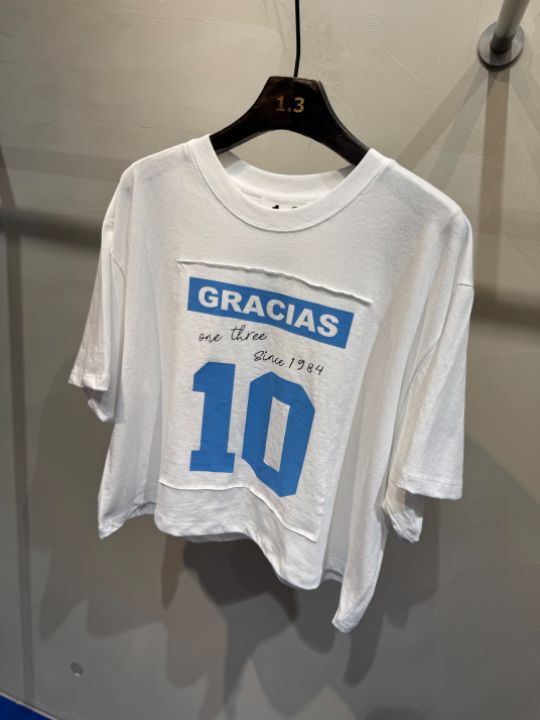 1.3
GRACIAS
one three
Since 1984
10